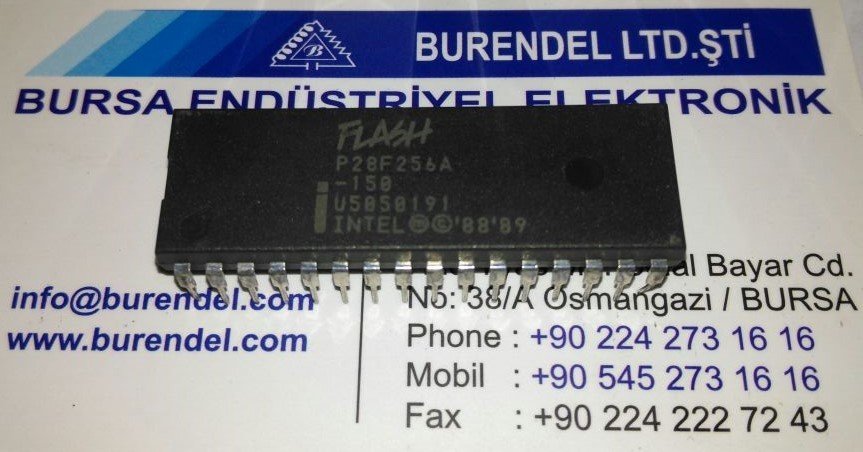 B
BURENDEL LTD.ŞTİ
BURSA ENDÜSTRİYEL ELEKTRONİK
FLASH
P28F256A
-150
i U5050191
INTEL Ⓜ©'88'89
al Bayar Cd.
info@burendel.com
No: 38/A Osmangazi / BURSA
www.burendel.com
Phone : +90 224 273 16 16
Mobil : +90 545 273 16 16
Fax : +90 224 222 72 43